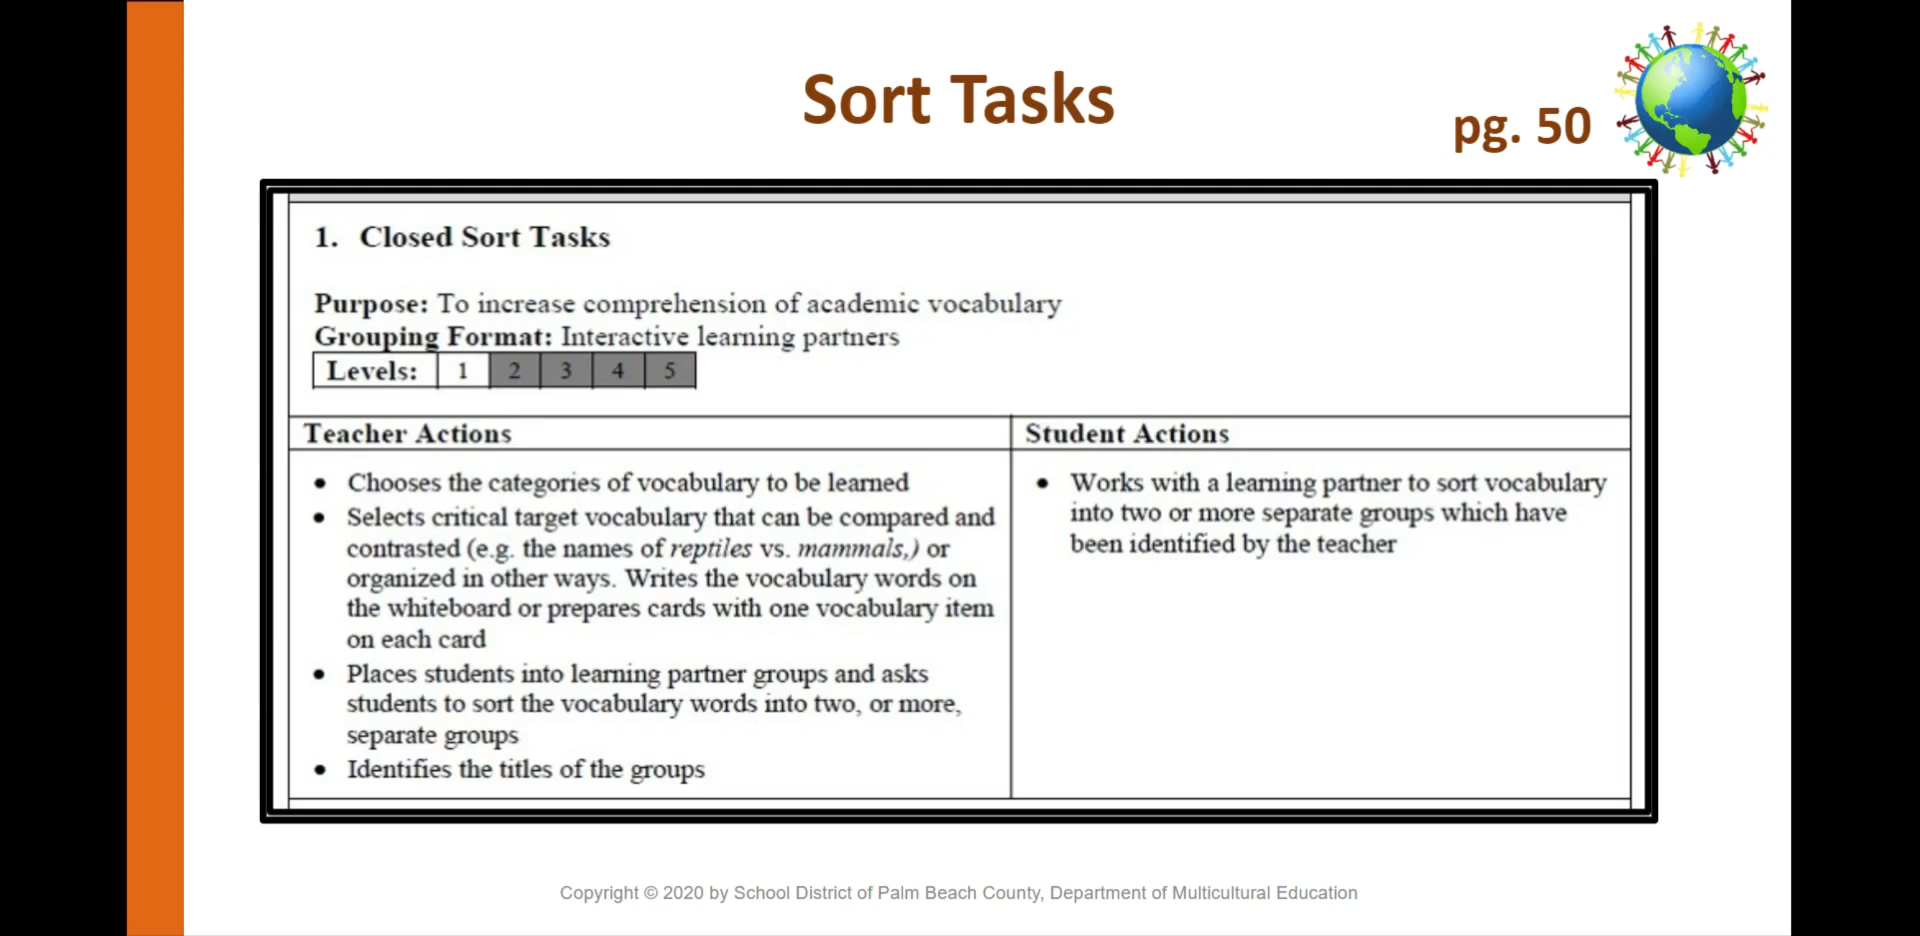 Sort Tasks
pg. 50
1. Closed Sort Tasks
Purpose: To increase comprehension of academic vocabulary
Grouping Format: Interactive learning partners
Levels: 1 2 3 4 5
Teacher Actions
• Chooses the categories of vocabulary to be learned
• Selects critical target vocabulary that can be compared and
contrasted (e.g. the names of reptiles vs. mammals,) or
organized in other ways. Writes the vocabulary words on
the whiteboard or prepares cards with one vocabulary item
on each card
• Places students into learning partner groups and asks
students to sort the vocabulary words into two, or more,
separate groups
• Identifies the titles of the groups
Student Actions
• Works with a learning partner to sort vocabulary
into two or more separate groups which have
been identified by the teacher
Copyright © 2020 by School District of Palm Beach County, Department of Multicultural Education